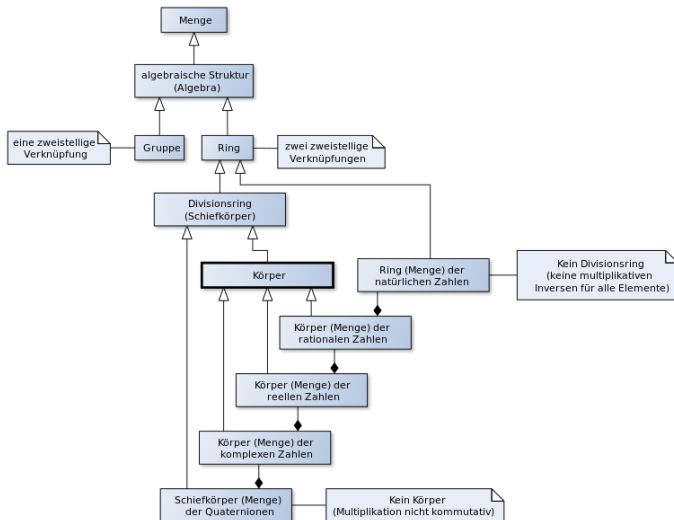 Menge
algebraische Struktur
(Algebra)
eine zweistellige
Verknüpfung
Gruppe
Ring
zwei zweistellige
Verknüpfungen
Divisionsring
(Schiefkörper)
Körper
Ring (Menge) der
natürlichen Zahlen
Kein Divisionsring
(keine multiplikativen
Inversen für alle Elemente)
Körper (Menge) der
rationalen Zahlen
Körper (Menge) der
reellen Zahlen
Körper (Menge) der
komplexen Zahlen
Schiefkörper (Menge)
der Quaternionen
Kein Körper
(Multiplikation nicht kommutativ)